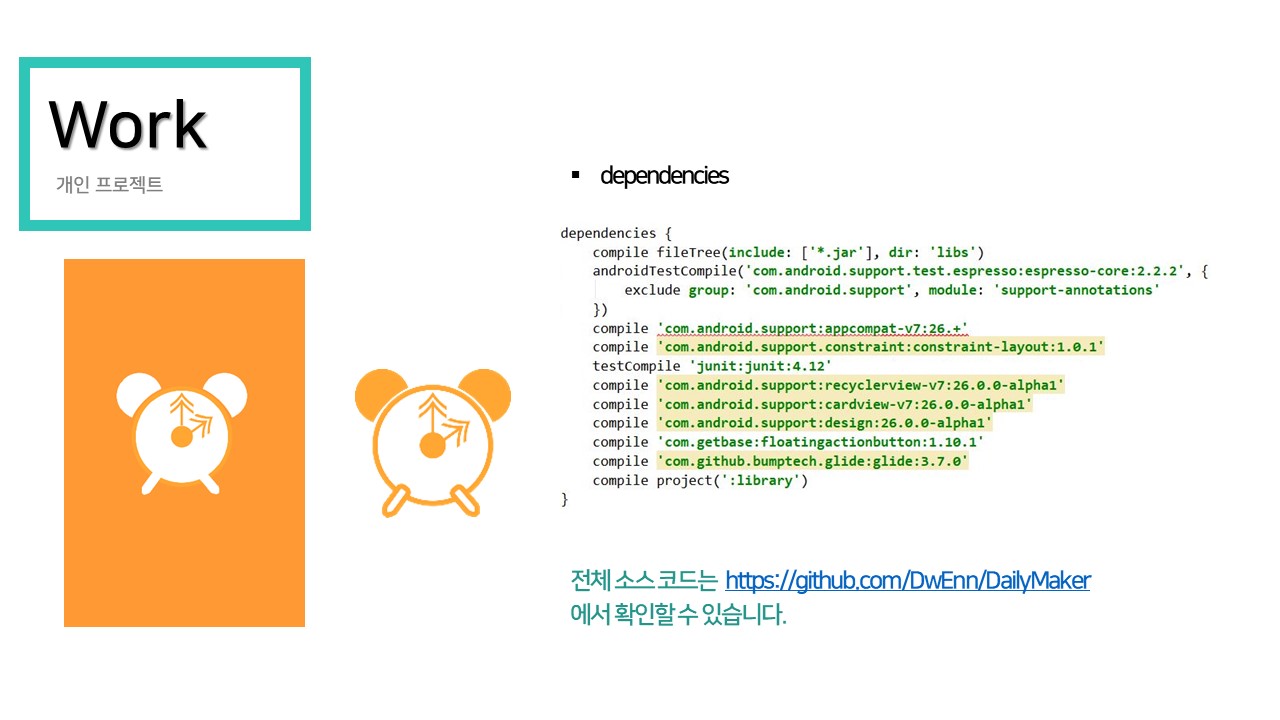 Work
개인 프로젝트
▪ dependencies
dependencies {
    compile fileTree(include: ['*.jar'], dir: 'libs')
    androidTestCompile('com.android.support.test.espresso:espresso-core:2.2.2', {
        exclude group: 'com.android.support', module: 'support-annotations'
    })
    compile 'com.android.support:appcompat-v7:26.+'
    compile 'com.android.support.constraint:constraint-layout:1.0.1'
    testCompile 'junit:junit:4.12'
    compile 'com.android.support:recyclerview-v7:26.0.0-alpha1'
    compile 'com.android.support:cardview-v7:26.0.0-alpha1'
    compile 'com.android.support:design:26.0.0-alpha1'
    compile 'com.getbase:floatingactionbutton:1.10.1'
    compile 'com.github.bumptech.glide:glide:3.7.0'
    compile project(':library')
}
전체 소스 코드는 https://github.com/DwEnn/DailyMaker
에서 확인할 수 있습니다.